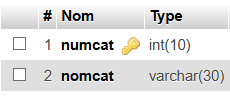 # Nom Type
1 numcat int(10)
2 nomcat varchar(30)